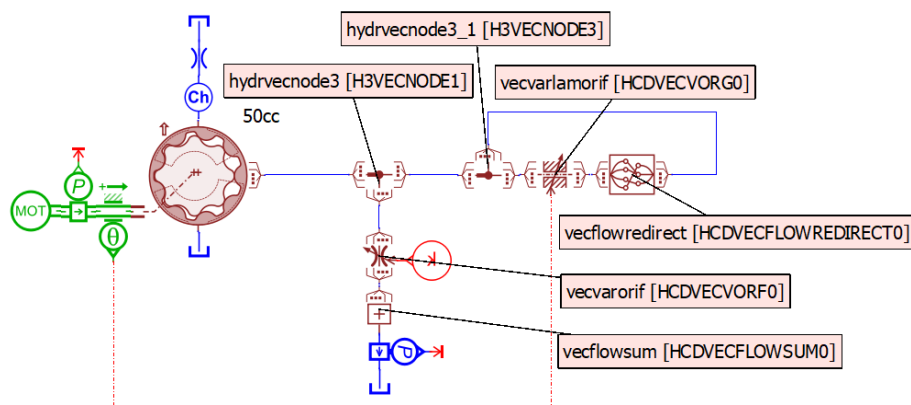 hydrvecnode3_1 [H3VECNODE3]
hydrvecnode3 [H3VECNODE1]
vecvarlamorif [HCDVECVORG0]
Ch
50cc
P
+
MOT
θ
vecflowredirect [HCDVECFLOWREDIRECT0]
K
vecvarorif [HCDVECVORF0]
+
vecflowsum [HCDVECFLOWSUM0]
P